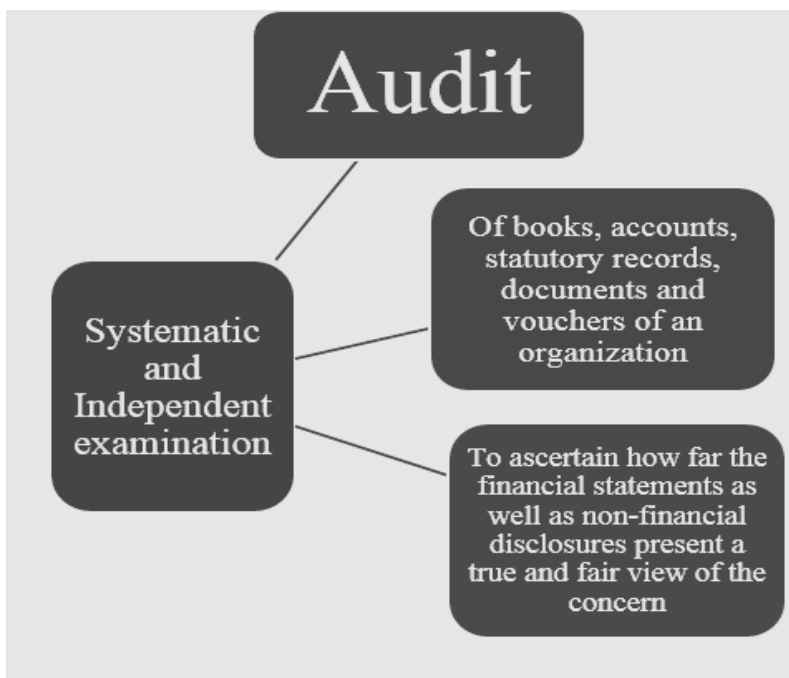 Audit
Systematic
and
Independent
examination
Of books, accounts,
statutory records,
documents and
vouchers of an
organization
To ascertain how far the
financial statements as
well as non-financial
disclosures present a
true and fair view of the
concern